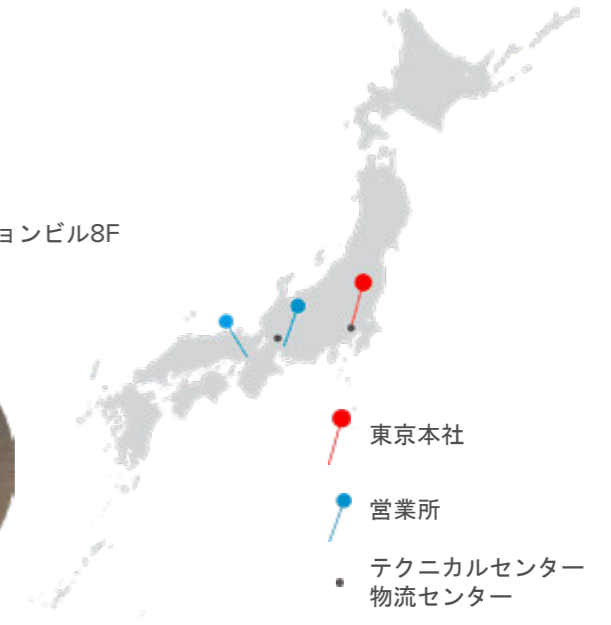 ョンビル8F
東京本社
営業所
テクニカルセンター
物流センター